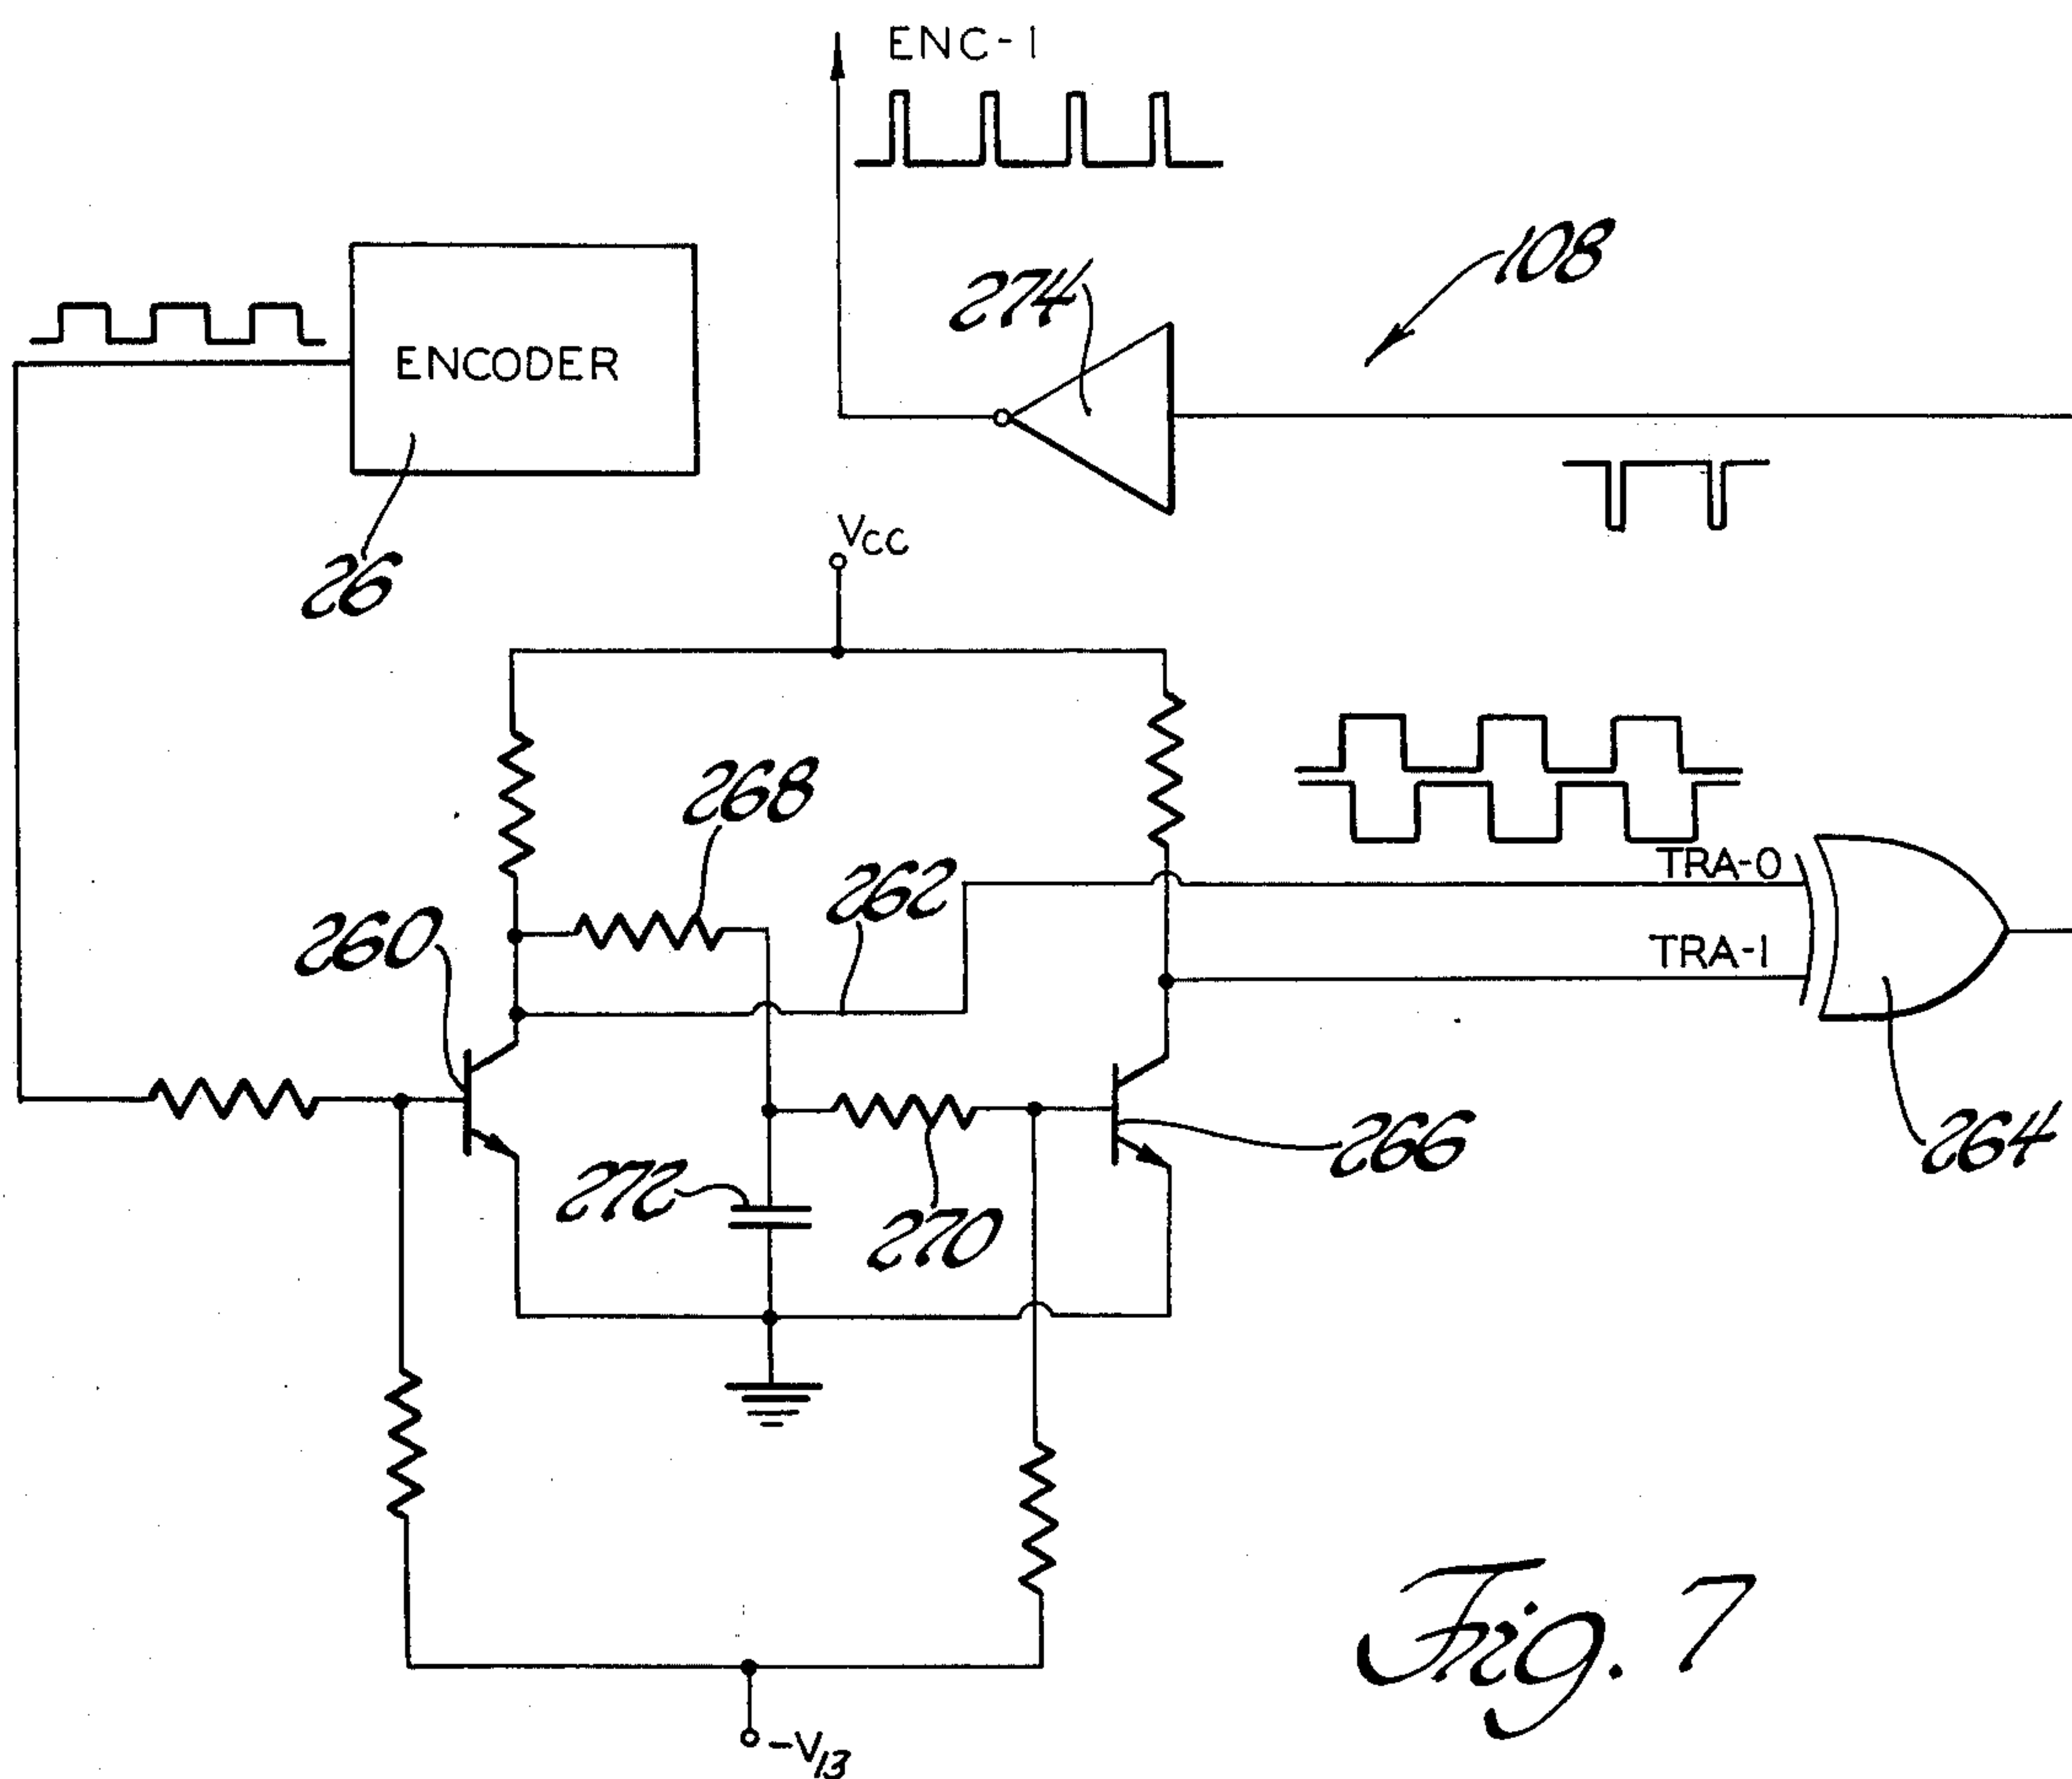 ENC-1
108
274
ENCODER
26
VCC
268
262
TRA-0
260
TRA-1
266
264
272
270
-V13
Fig. 7